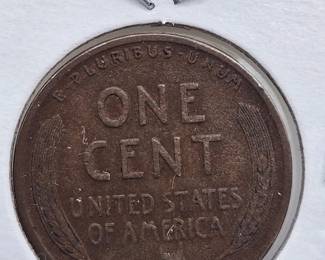 E·PLURIBUS·UNUM
ONE
CENT
UNITED STATES
OF AMERICA